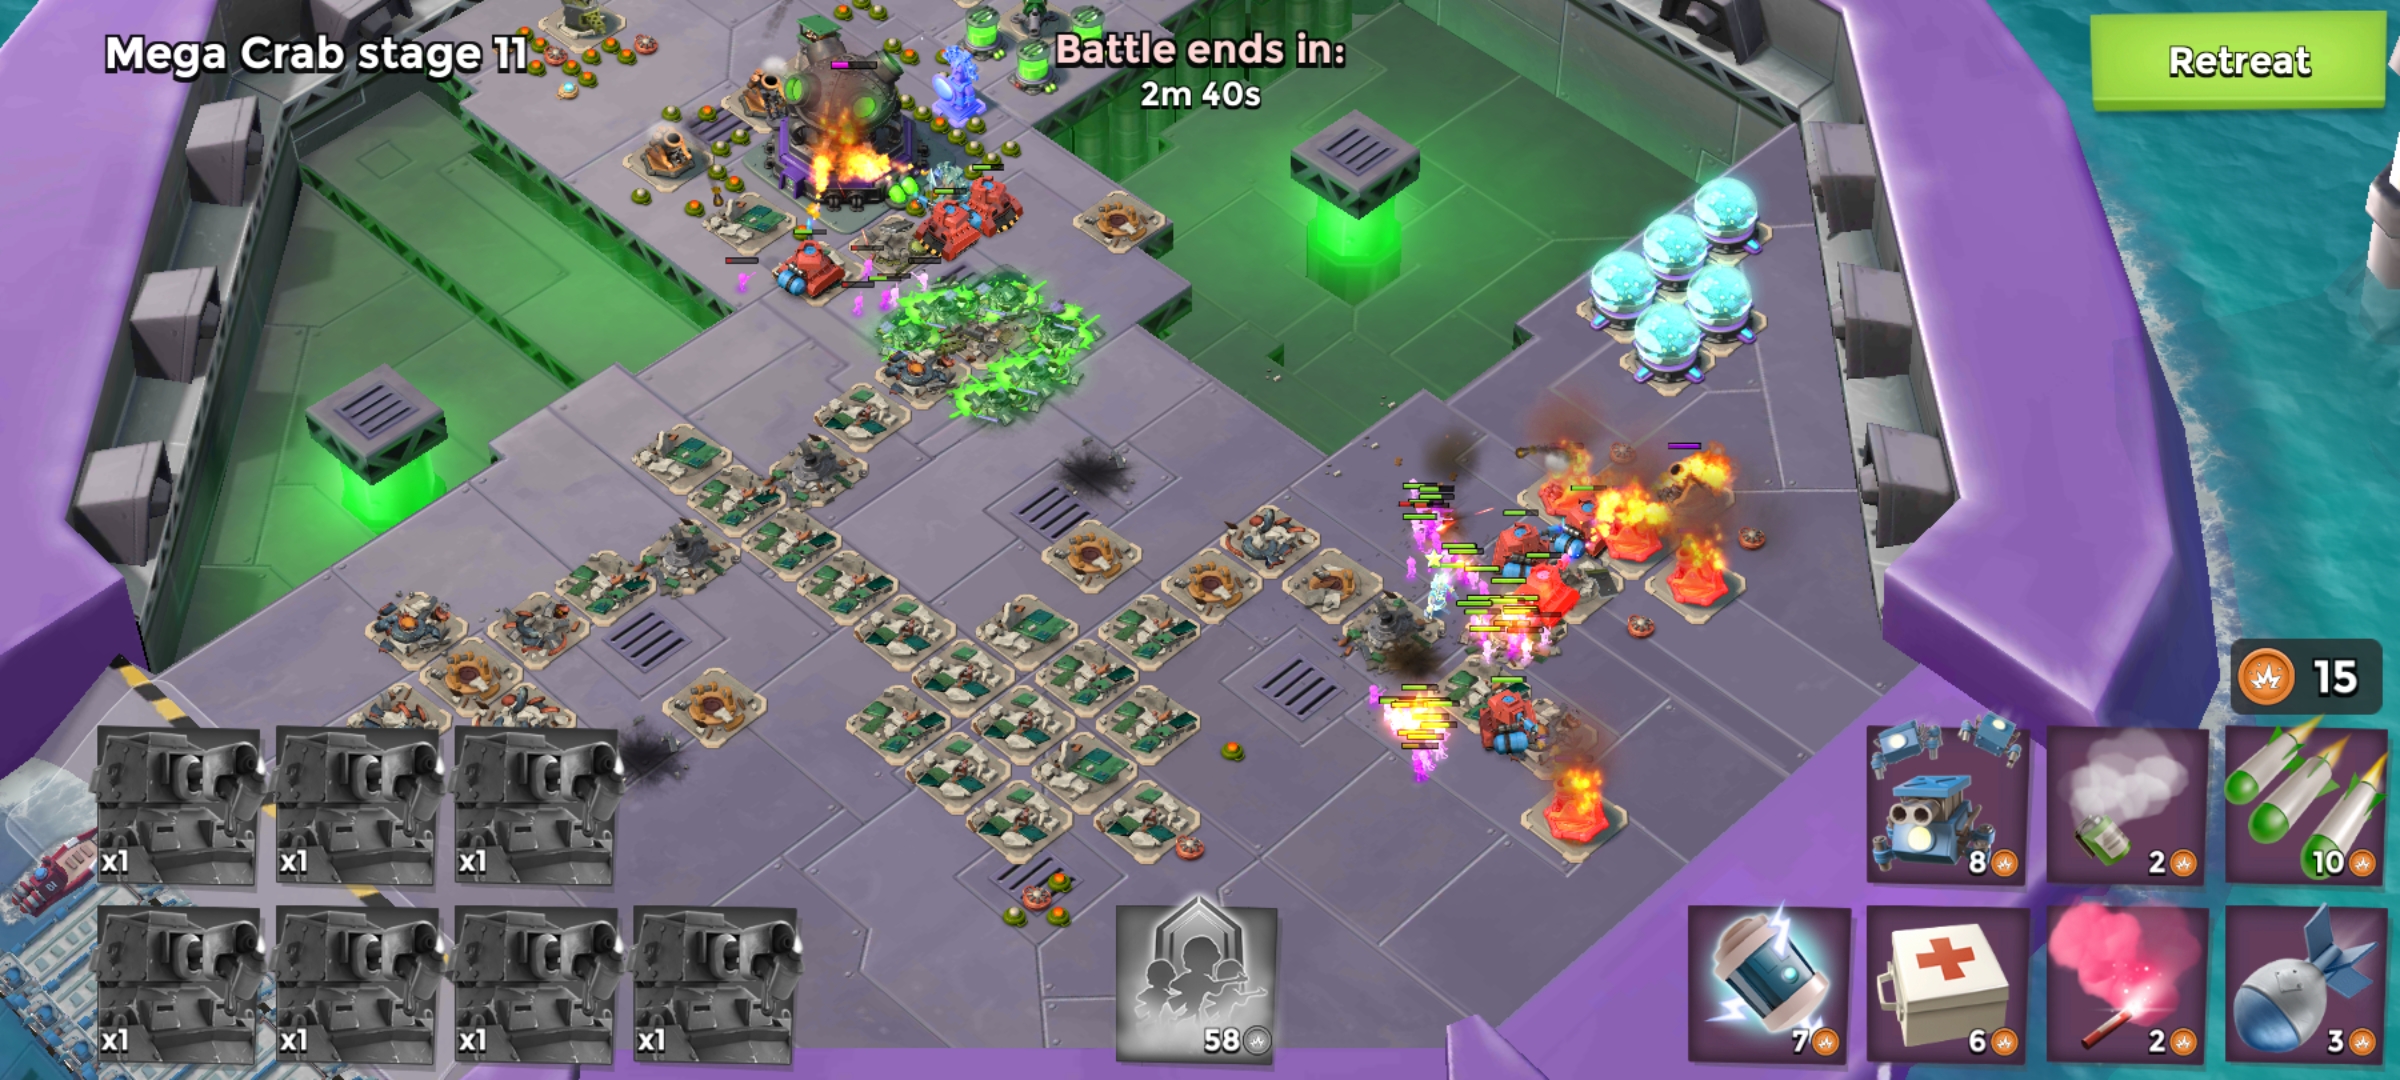 Mega Crab stage 11
Battle ends in:
2m 40s
Retreat
15
x1
x1
x1
8
2
10
x1
x1
x1
x1
58
7
6
2
3